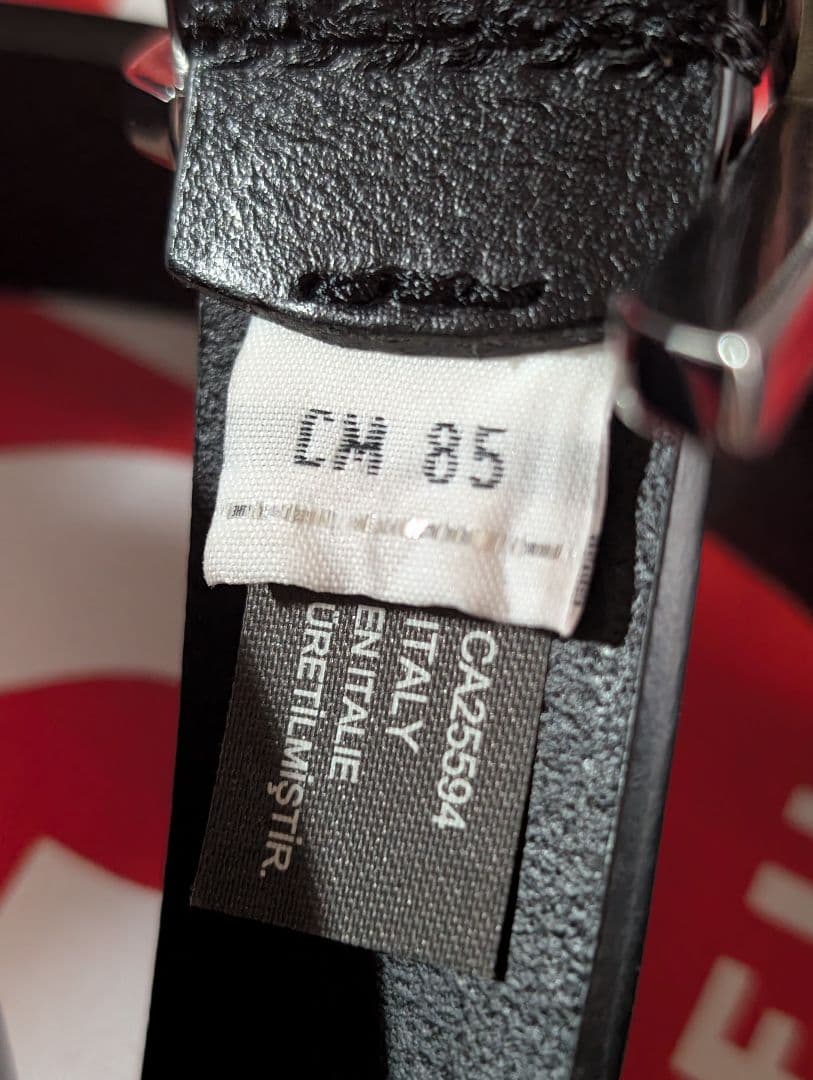 CM 85
CA25594
ITALY
EN ITALIE
ÜRETİLMİŞTİR.